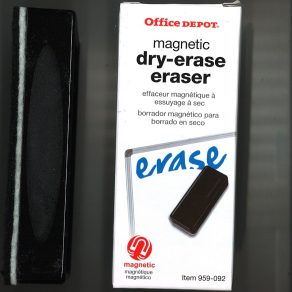 Office DEPOT.
magnetic
dry-erase
eraser
effaceur magnétique à
essuyage à sec
borrador magnético para
borrado en seco
erase
magnetic
magnétique
magnético
Item 959-092